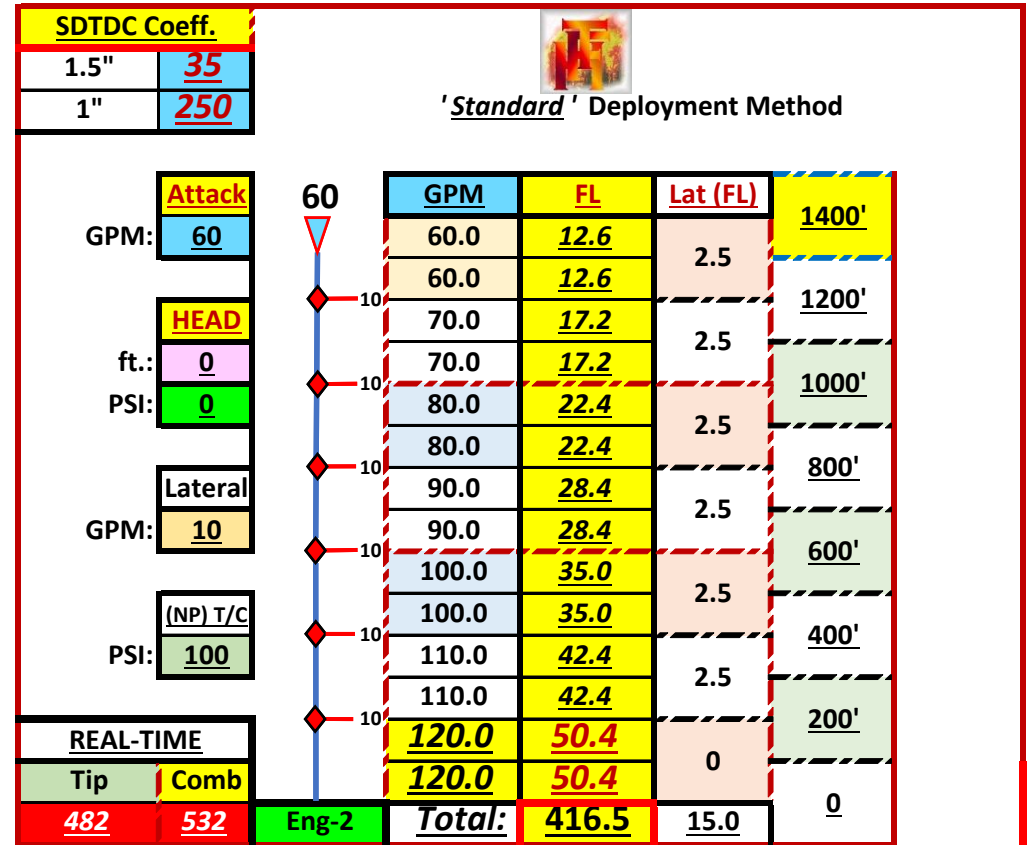 SDTDC Coeff.
1.5" 35
1" 250
'Standard' Deployment Method
Attack
GPM: 60
HEAD
ft.: 0
PSI: 0
Lateral
GPM: 10
(NP) T/C
PSI: 100
REAL-TIME
Tip Comb
482 532
60
10
10
10
10
10
10
Eng-2
GPM FL Lat (FL)
60.0 12.6
2.5
60.0 12.6
70.0 17.2
2.5
70.0 17.2
80.0 22.4
2.5
80.0 22.4
90.0 28.4
2.5
90.0 28.4
100.0 35.0
2.5
100.0 35.0
110.0 42.4
2.5
110.0 42.4
120.0 50.4
0
120.0 50.4
Total: 416.5 15.0
1400'
1200'
1000'
800'
600'
400'
200'
0